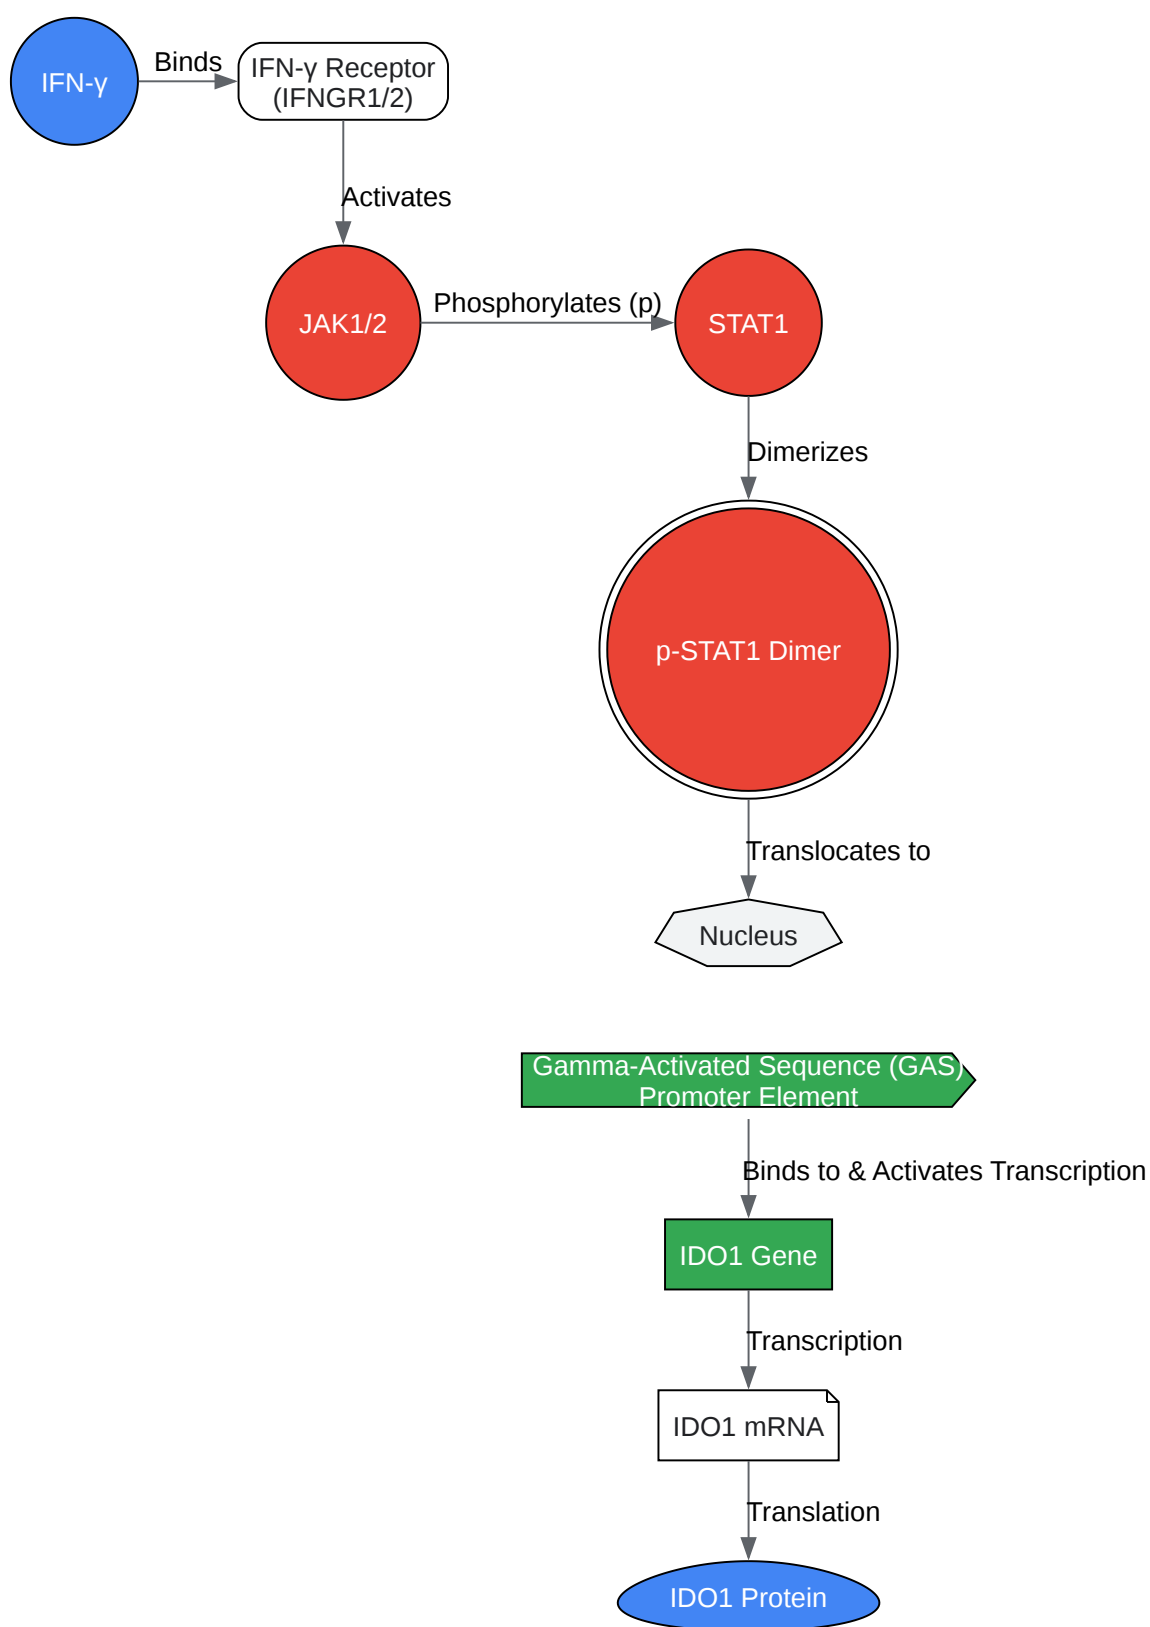 IFN-γ
Binds
IFN-γ Receptor
(IFNGR1/2)
Activates
JAK1/2
Phosphorylates (p)
STAT1
Dimerizes
p-STAT1 Dimer
Translocates to
Nucleus
Gamma-Activated Sequence (GAS)
Promoter Element
Binds to & Activates Transcription
IDO1 Gene
Transcription
IDO1 mRNA
Translation
IDO1 Protein